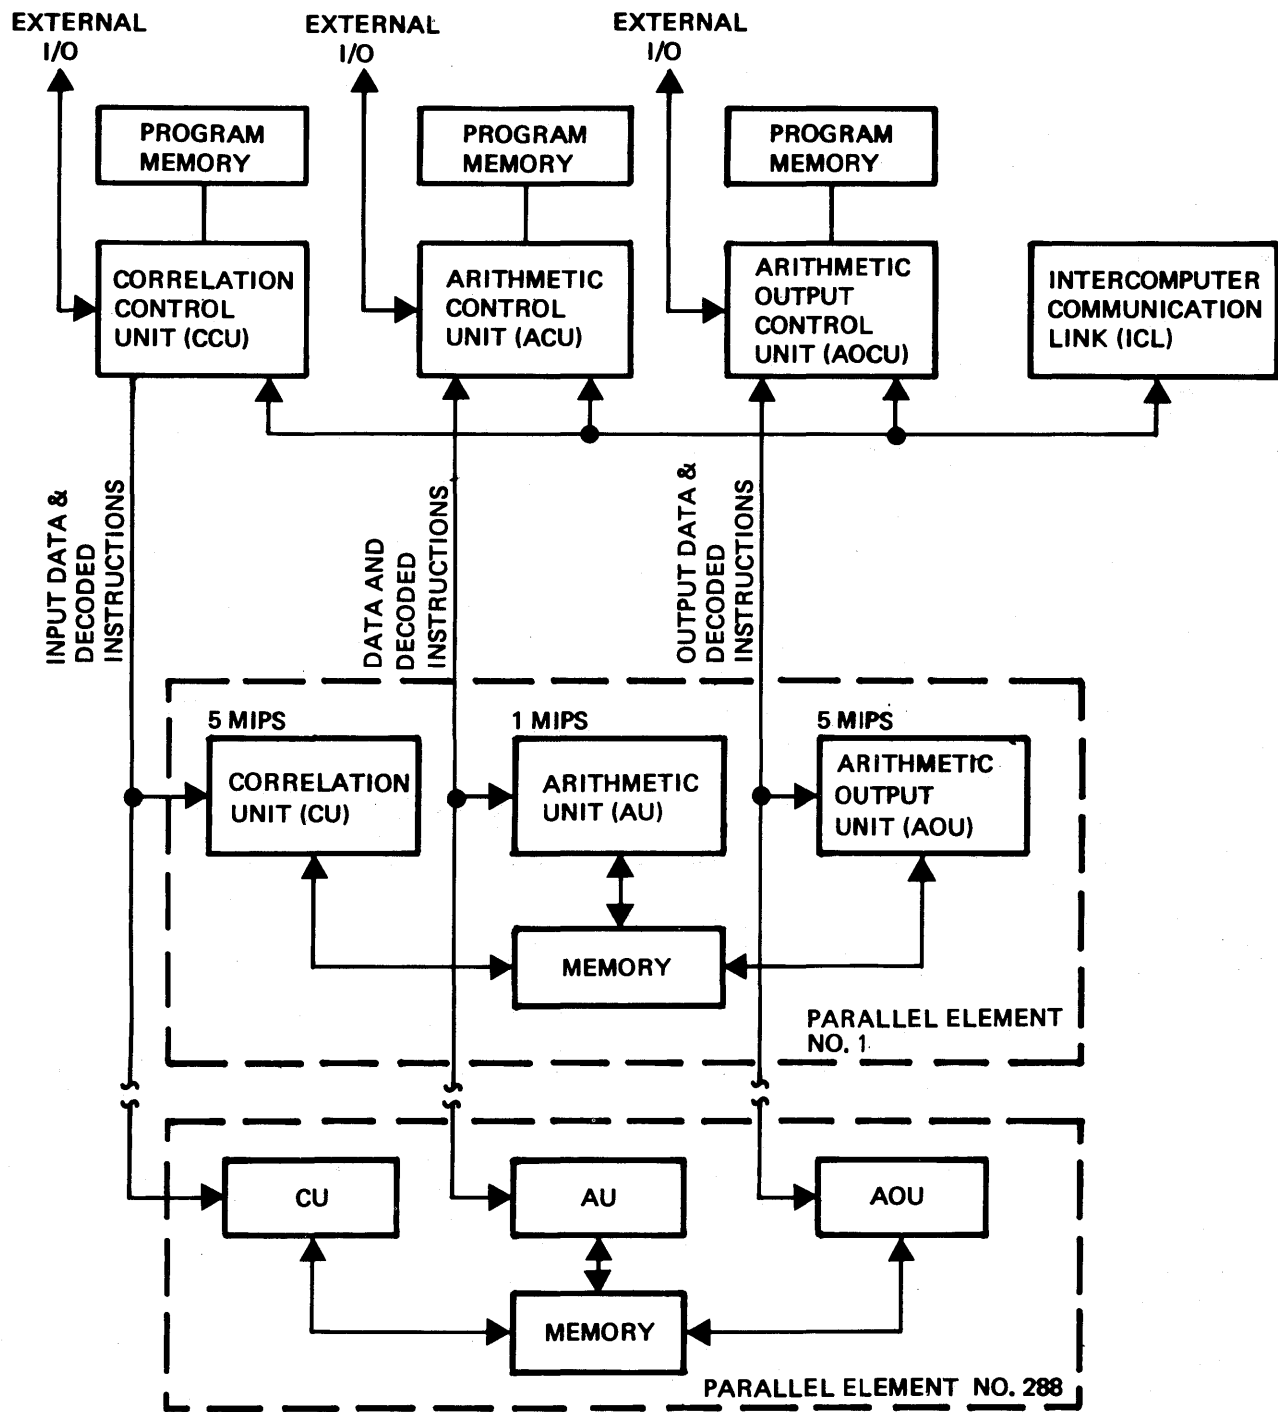 EXTERNAL
I/O
EXTERNAL
I/O
EXTERNAL
I/O
PROGRAM
MEMORY
PROGRAM
MEMORY
PROGRAM
MEMORY
CORRELATION
CONTROL
UNIT (CCU)
ARITHMETIC
CONTROL
UNIT (ACU)
ARITHMETIC
OUTPUT
CONTROL
UNIT (AOCU)
INTERCOMPUTER
COMMUNICATION
LINK (ICL)
INPUT DATA &
DECODED
INSTRUCTIONS
DATA AND
DECODED
INSTRUCTIONS
OUTPUT DATA &
DECODED
INSTRUCTIONS
5 MIPS
CORRELATION
UNIT (CU)
1 MIPS
ARITHMETIC
UNIT (AU)
5 MIPS
ARITHMETIC
OUTPUT
UNIT (AOU)
MEMORY
PARALLEL ELEMENT
NO. 1
CU
AU
AOU
MEMORY
PARALLEL ELEMENT NO. 288